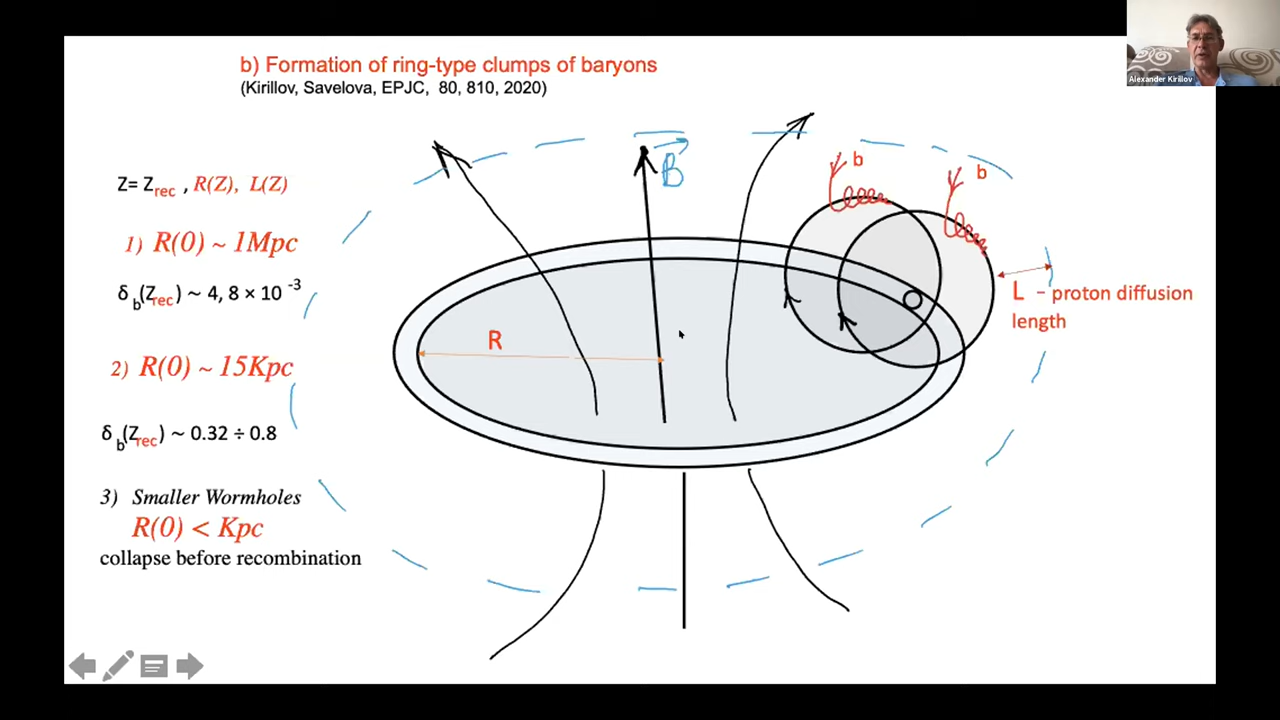 b) Formation of ring-type clumps of baryons
(Kirillov, Savelova, EPJC, 80, 810, 2020)
Alexander Kirillov
Z= Zrec , R(Z), L(Z)
1) R(0) ~ 1Mpc
δb(Zrec) ~ 4, 8 × 10 -3
2) R(0) ~ 15Kpc
δb(Zrec) ~ 0.32 ÷ 0.8
3) Smaller Wormholes
R(0) < Kpc
collapse before recombination
B
b
b
R
L - proton diffusion
length